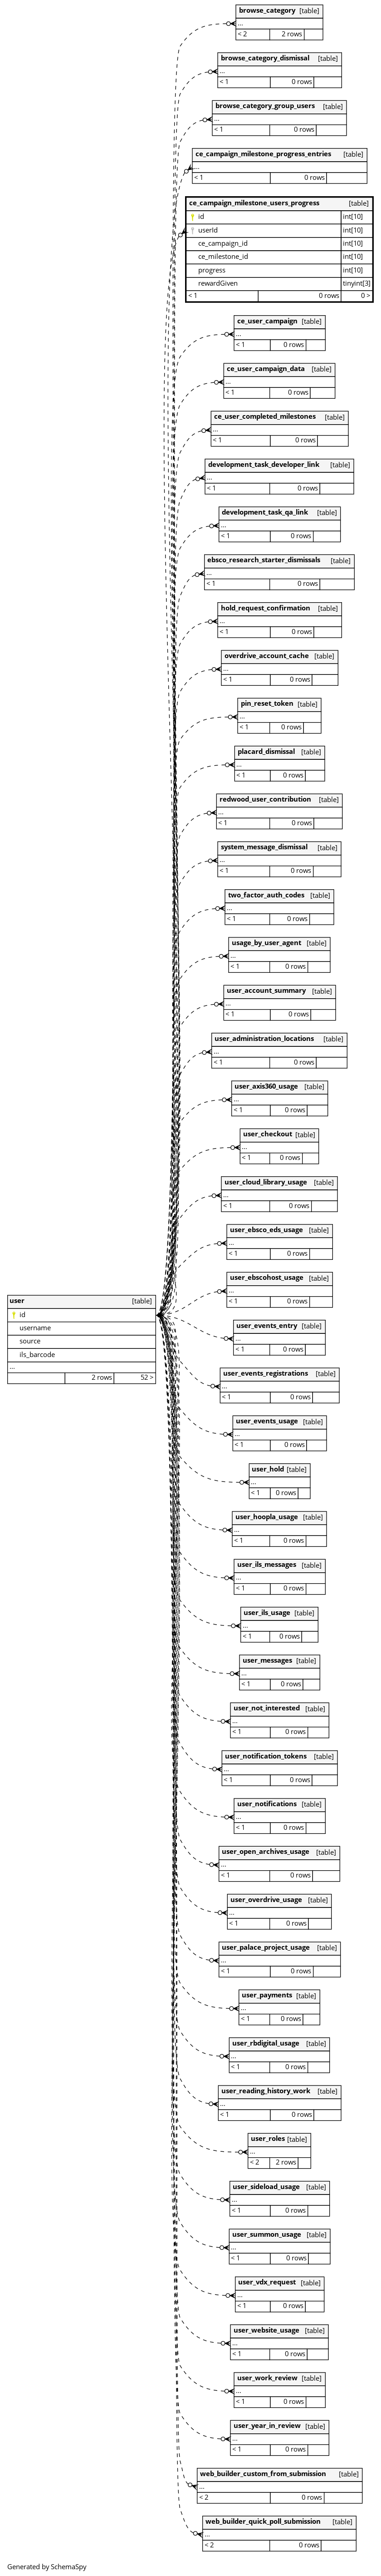 browse_category [table]
...
< 2 2 rows
browse_category_dismissal [table]
...
< 1 0 rows
browse_category_group_users [table]
...
< 1 0 rows
ce_campaign_milestone_progress_entries [table]
...
< 1 0 rows
ce_campaign_milestone_users_progress [table]
id int[10]
userId int[10]
ce_campaign_id int[10]
ce_milestone_id int[10]
progress int[10]
rewardGiven tinyint[3]
< 1 0 rows 0 >
ce_user_campaign [table]
...
< 1 0 rows
ce_user_campaign_data [table]
...
< 1 0 rows
ce_user_completed_milestones [table]
...
< 1 0 rows
development_task_developer_link [table]
...
< 1 0 rows
development_task_qa_link [table]
...
< 1 0 rows
ebsco_research_starter_dismissals [table]
...
< 1 0 rows
hold_request_confirmation [table]
...
< 1 0 rows
overdrive_account_cache [table]
...
< 1 0 rows
pin_reset_token [table]
...
< 1 0 rows
placard_dismissal [table]
...
< 1 0 rows
redwood_user_contribution [table]
...
< 1 0 rows
system_message_dismissal [table]
...
< 1 0 rows
two_factor_auth_codes [table]
...
< 1 0 rows
usage_by_user_agent [table]
...
< 1 0 rows
user_account_summary [table]
...
< 1 0 rows
user_administration_locations [table]
...
< 1 0 rows
user_axis360_usage [table]
...
< 1 0 rows
user_checkout [table]
...
< 1 0 rows
user_cloud_library_usage [table]
...
< 1 0 rows
user_ebsco_eds_usage [table]
...
< 1 0 rows
user_ebscohost_usage [table]
...
< 1 0 rows
user [table]
id
username
source
ils_barcode
...
2 rows 52 >
user_events_entry [table]
...
< 1 0 rows
user_events_registrations [table]
...
< 1 0 rows
user_events_usage [table]
...
< 1 0 rows
user_hold [table]
...
< 1 0 rows
user_hoopla_usage [table]
...
< 1 0 rows
user_ils_messages [table]
...
< 1 0 rows
user_ils_usage [table]
...
< 1 0 rows
user_messages [table]
...
< 1 0 rows
user_not_interested [table]
...
< 1 0 rows
user_notification_tokens [table]
...
< 1 0 rows
user_notifications [table]
...
< 1 0 rows
user_open_archives_usage [table]
...
< 1 0 rows
user_overdrive_usage [table]
...
< 1 0 rows
user_palace_project_usage [table]
...
< 1 0 rows
user_payments [table]
...
< 1 0 rows
user_rbdigital_usage [table]
...
< 1 0 rows
user_reading_history_work [table]
...
< 1 0 rows
user_roles [table]
...
< 2 2 rows
user_sideload_usage [table]
...
< 1 0 rows
user_summon_usage [table]
...
< 1 0 rows
user_vdx_request [table]
...
< 1 0 rows
user_website_usage [table]
...
< 1 0 rows
user_work_review [table]
...
< 1 0 rows
user_year_in_review [table]
...
< 1 0 rows
web_builder_custom_from_submission [table]
...
< 2 0 rows
web_builder_quick_poll_submission [table]
...
< 2 0 rows
Generated by SchemaSpy